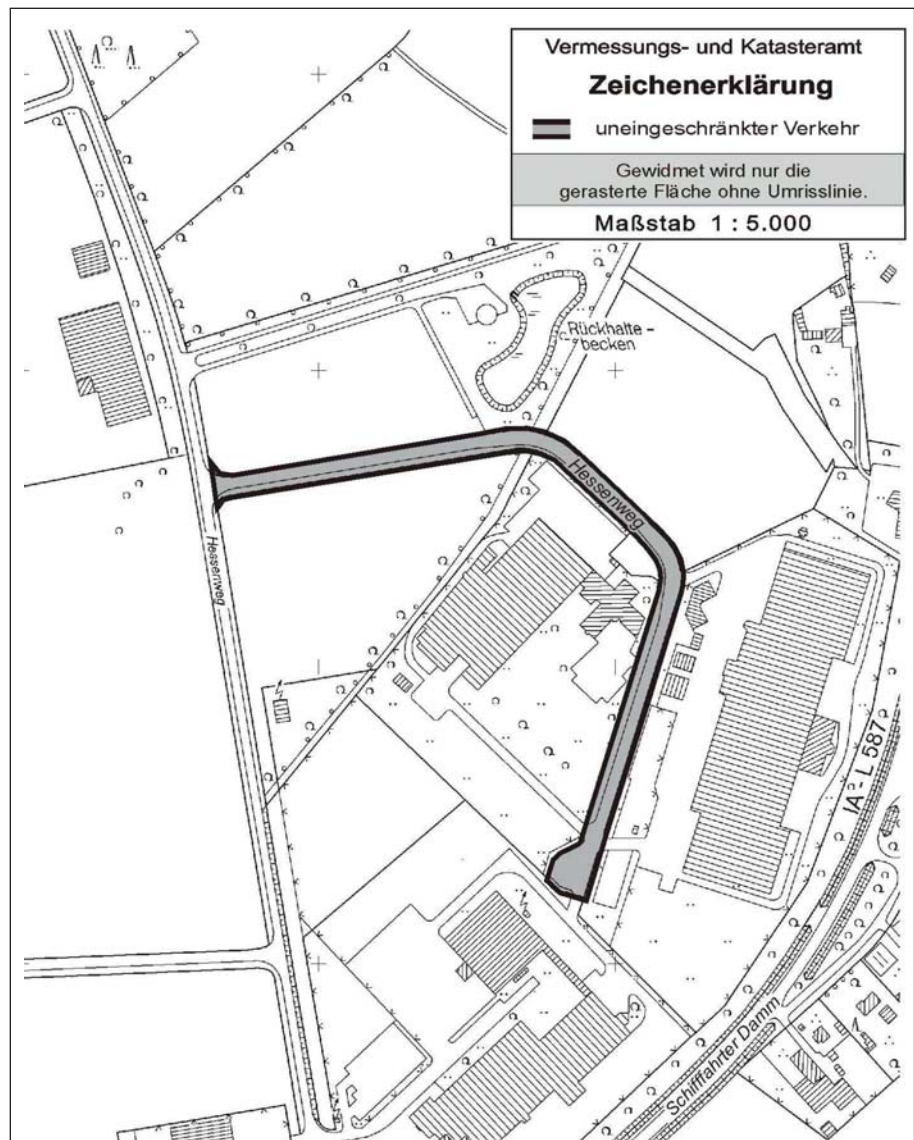 Vermessungs- und Katasteramt
Zeichenerklärung
uneingeschränkter Verkehr
Gewidmet wird nur die
gerasterte Fläche ohne Umrisslinie.
Maßstab 1 : 5.000
Rückhalte -
becken
Hessenweg
Hessenweg
IA - L 587
Schifffahrter Damm